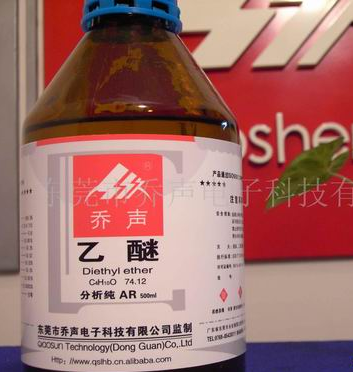 oshen
东莞市乔声电子科技有
R
乔声
乙醚
Diethyl ether
C4H10O 74.12
分析纯 AR 500ml
东莞市乔声电子科技有限公司监制
QIAOSUN Technology(Dong Guan)Co.,Ltd
Http://www.qslhb.cn.alibaba.com
★★★★★